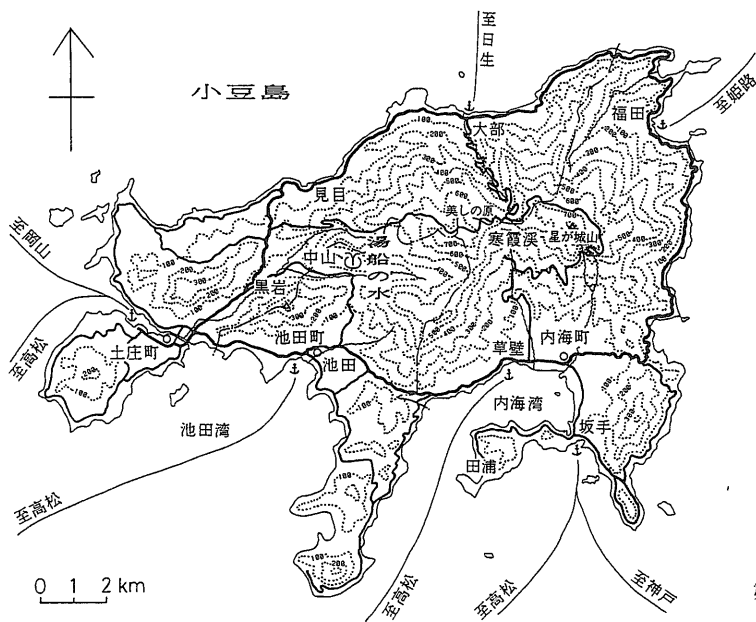 小豆島
至日生
大部
福田
至姫路
見目
美しの原
寒霞渓
星が城山
至岡山
中山
湯船の水
黒岩
池田町
池田
土庄町
至高松
草壁
内海町
池田湾
内海湾
坂手
田浦
至高松
至高松
至高松
至神戸
0 1 2km